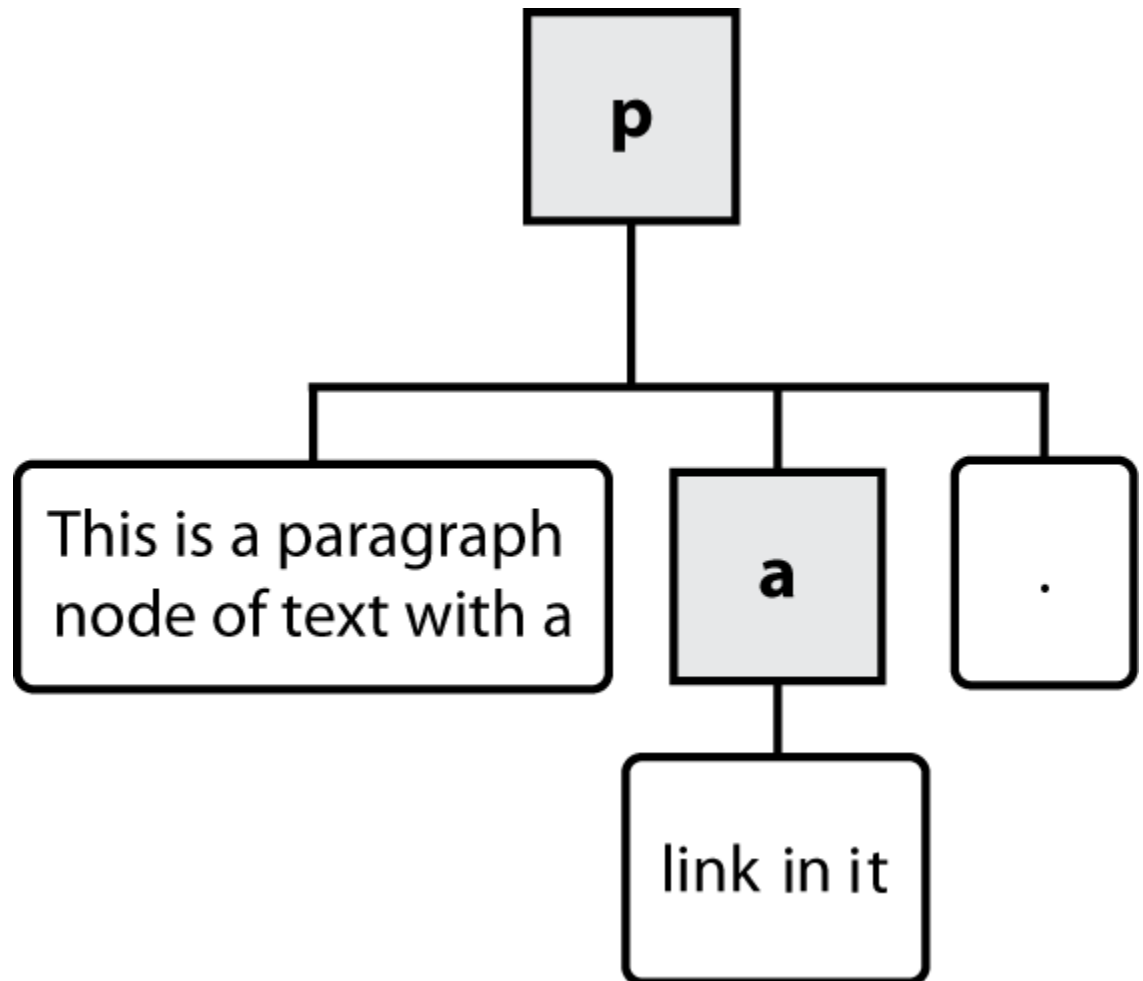 p
This is a paragraph
node of text with a
a
.
link in it